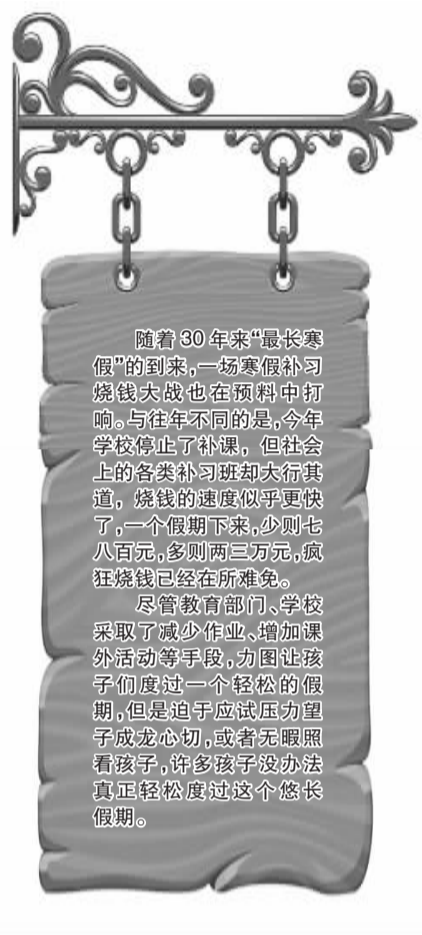 随着30年来“最长寒
假”的到来,一场寒假补习
烧钱大战也在预料中打
响。与往年不同的是,今年
学校停止了补课，但社会
上的各类补习班却大行其
道，烧钱的速度似乎更快
了,一个假期下来,少则七
八百元,多则两三万元,疯
狂烧钱已经在所难免。
尽管教育部门、学校
采取了减少作业、增加课
外活动等手段,力图让孩
子们度过一个轻松的假
期,但是迫于应试压力望
子成龙心切,或者无暇照
看孩子,许多孩子没办法
真正轻松度过这个悠长
假期。